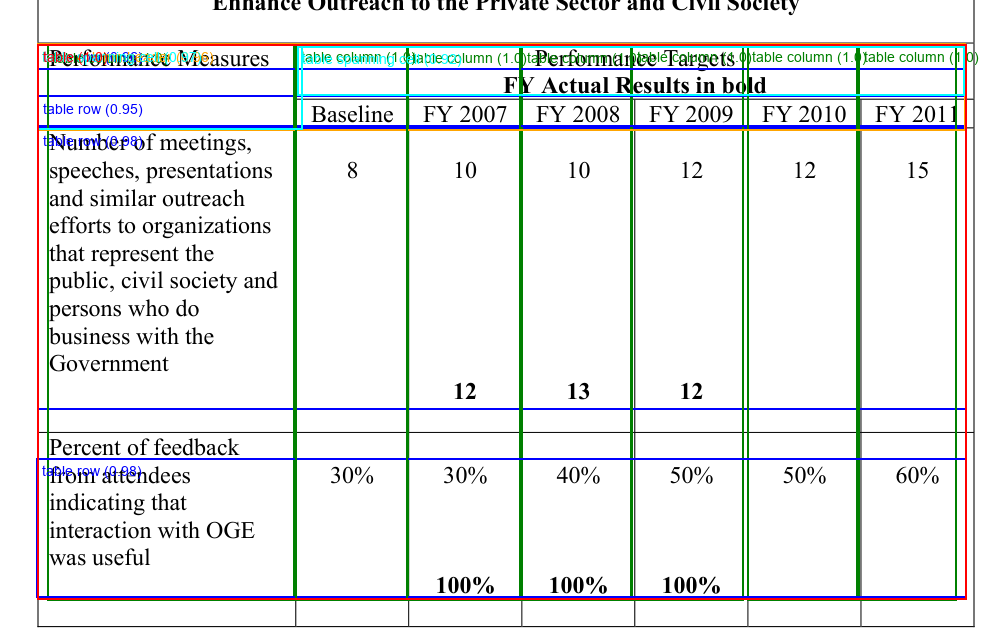 Enhance Outreach to the Private Sector and Civil Society
Performance Measures
Performance Targets
table column (1.0) table column (1.0) table column (1.0) table column (1.0) table column (1.0) table column (1.0)
FY Actual Results in bold
table row (0.95)
Baseline FY 2007 FY 2008 FY 2009 FY 2010 FY 2011
table row (0.98)
Number of meetings,
speeches, presentations 8 10 10 12 12 15
and similar outreach
efforts to organizations
that represent the
public, civil society and
persons who do
business with the
Government
12 13 12
Percent of feedback
table row (0.98)
from attendees 30% 30% 40% 50% 50% 60%
indicating that
interaction with OGE
was useful
100% 100% 100%